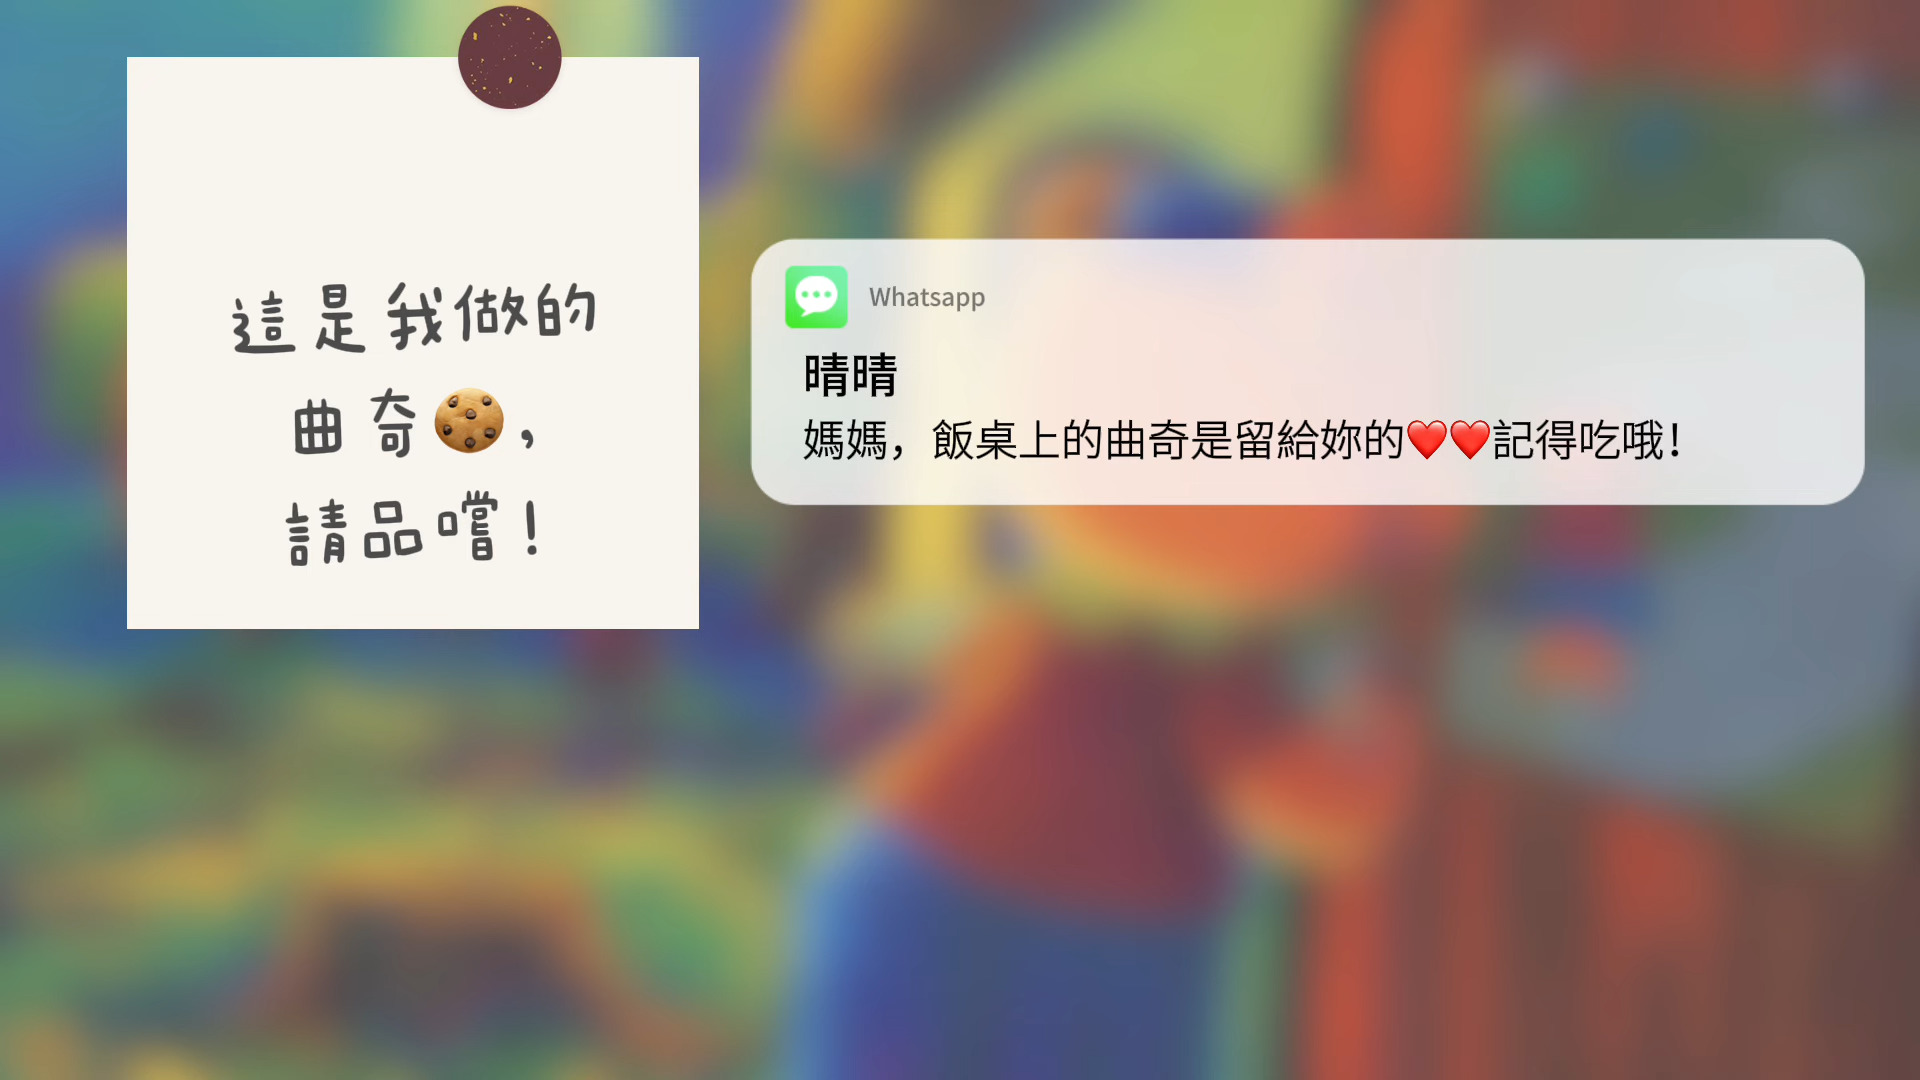 這是我做的
曲奇🍪,
請品嚐!
Whatsapp
晴晴
媽媽，飯桌上的曲奇是留給妳的❤️❤️記得吃哦！